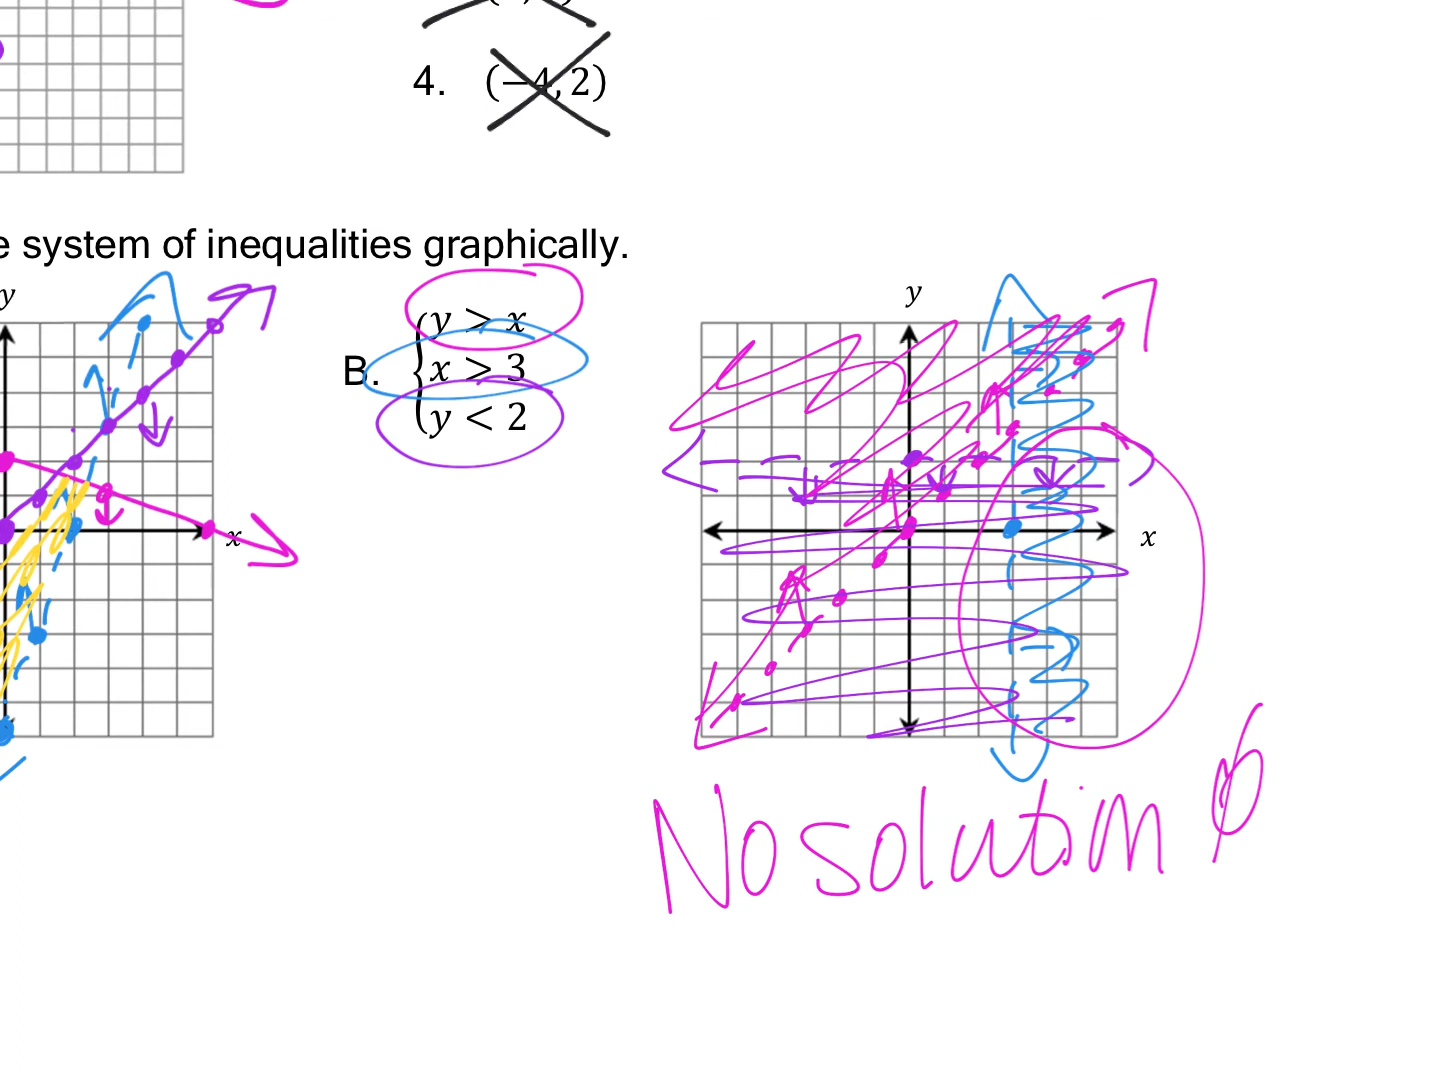 4. (−4, 2)
e system of inequalities graphically.
y
x
B. { y > x
x > 3
y < 2
y
x
No solution ∅